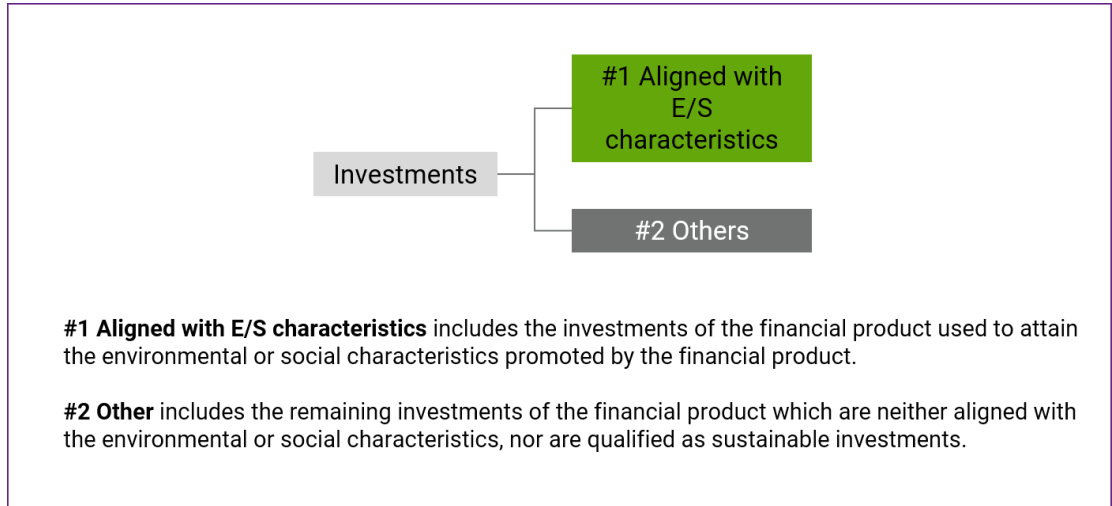 #1 Aligned with
E/S
characteristics
Investments
#2 Others
#1 Aligned with E/S characteristics includes the investments of the financial product used to attain
the environmental or social characteristics promoted by the financial product.
#2 Other includes the remaining investments of the financial product which are neither aligned with
the environmental or social characteristics, nor are qualified as sustainable investments.